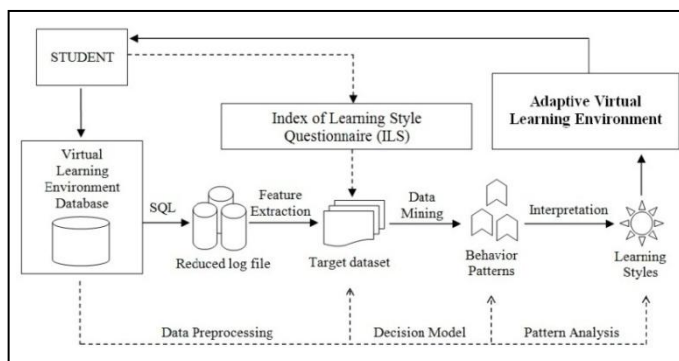 STUDENT
Index of Learning Style
Questionnaire (ILS)
Adaptive Virtual
Learning Environment
Virtual
Learning
Environment
Database
SQL
Feature
Extraction
Data
Mining
Interpretation
Reduced log file
Target dataset
Behavior
Patterns
Learning
Styles
Data Preprocessing
Decision Model
Pattern Analysis